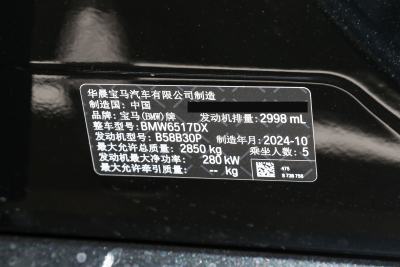 华晨宝马汽车有限公司制造
制造国：中国
品牌：宝马(BMW)牌 发动机排量：2998 mL
整车型号：BMW6517DX
发动机型号：B58B30P 制造年月：2024-10
最大允许总质量：2850 kg 乘坐人数：5
发动机最大净功率：280 kW
最大允许牵引质量：-- kg
475